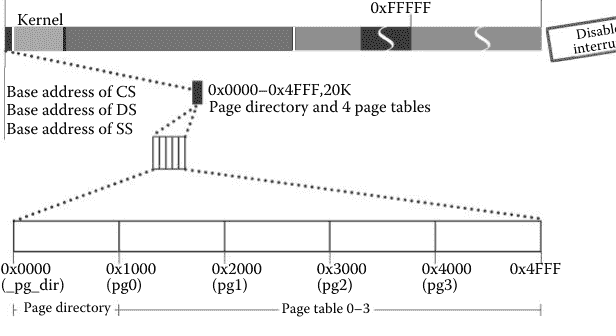 0xFFFFF
Kernel
Disable
interru
Base address of CS
Base address of DS
Base address of SS
0x0000–0x4FFF,20K
Page directory and 4 page tables
0x0000 0x1000 0x2000 0x3000 0x4000 0x4FFF
(_pg_dir) (pg0) (pg1) (pg2) (pg3)
Page directory Page table 0–3